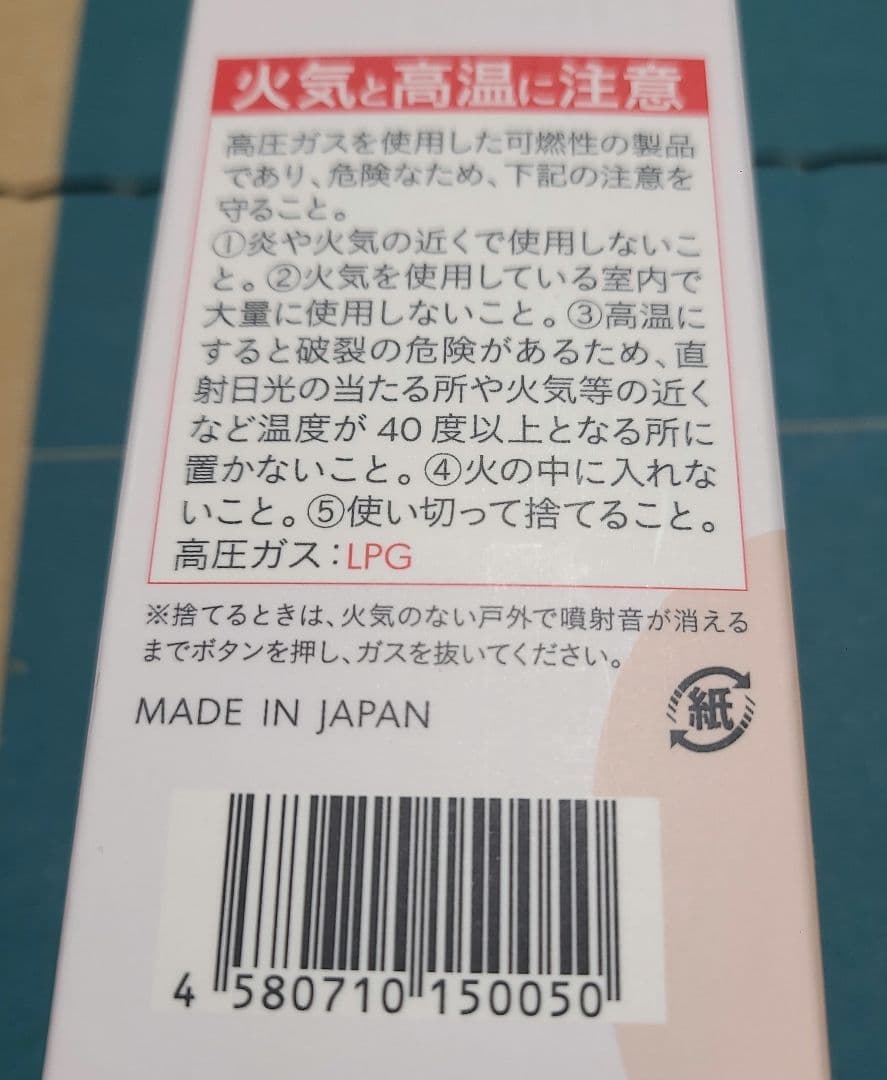 火気と高温に注意
高圧ガスを使用した可燃性の製品
であり、危険なため、下記の注意を
守ること。
①炎や火気の近くで使用しないこ
と。②火気を使用している室内で
大量に使用しないこと。③高温に
すると破裂の危険があるため、直
射日光の当たる所や火気等の近く
など温度が 40 度以上となる所に
置かないこと。④火の中に入れな
いこと。⑤使い切って捨てること。
高圧ガス：LPG
※捨てるときは、火気のない戸外で噴射音が消える
までボタンを押し、ガスを抜いてください。
紙
MADE IN JAPAN
4 580710 150050